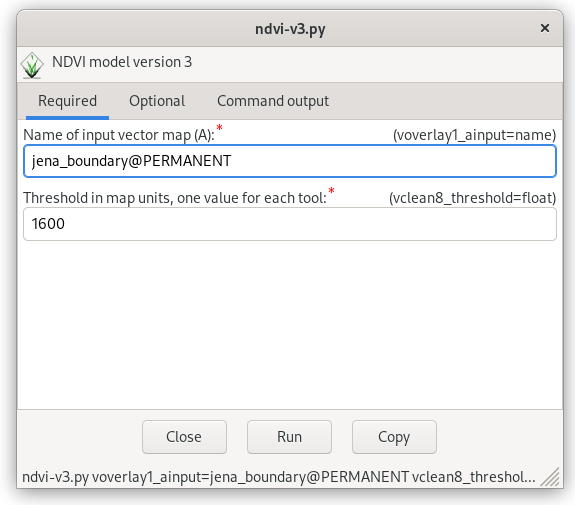 ndvi-v3.py ×
NDVI model version 3
Required Optional Command output
Name of input vector map (A):* (voverlay1_ainput=name)
jena_boundary@PERMANENT
Threshold in map units, one value for each tool:* (vclean8_threshold=float)
1600
Close Run Copy
ndvi-v3.py voverlay1_ainput=jena_boundary@PERMANENT vclean8_threshol...